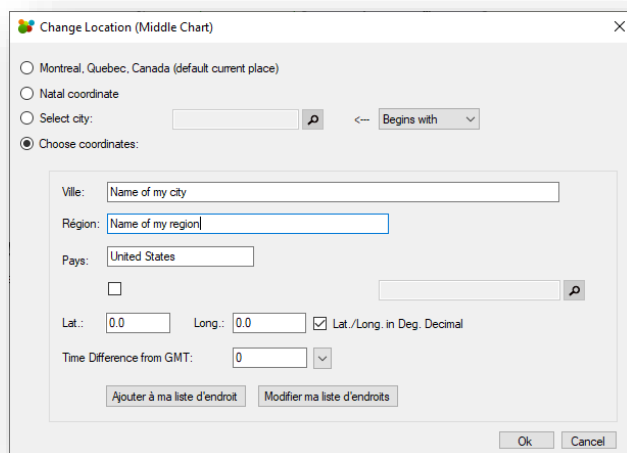 Change Location (Middle Chart)
Montreal, Quebec, Canada (default current place)
Natal coordinate
Select city: <--- Begins with
Choose coordinates:
Ville: Name of my city
Région: Name of my region
Pays: United States
Lat.: 0.0 Long.: 0.0 Lat./Long. in Deg. Decimal
Time Difference from GMT: 0
Ajouter à ma liste d'endroit Modifier ma liste d'endroits
Ok Cancel